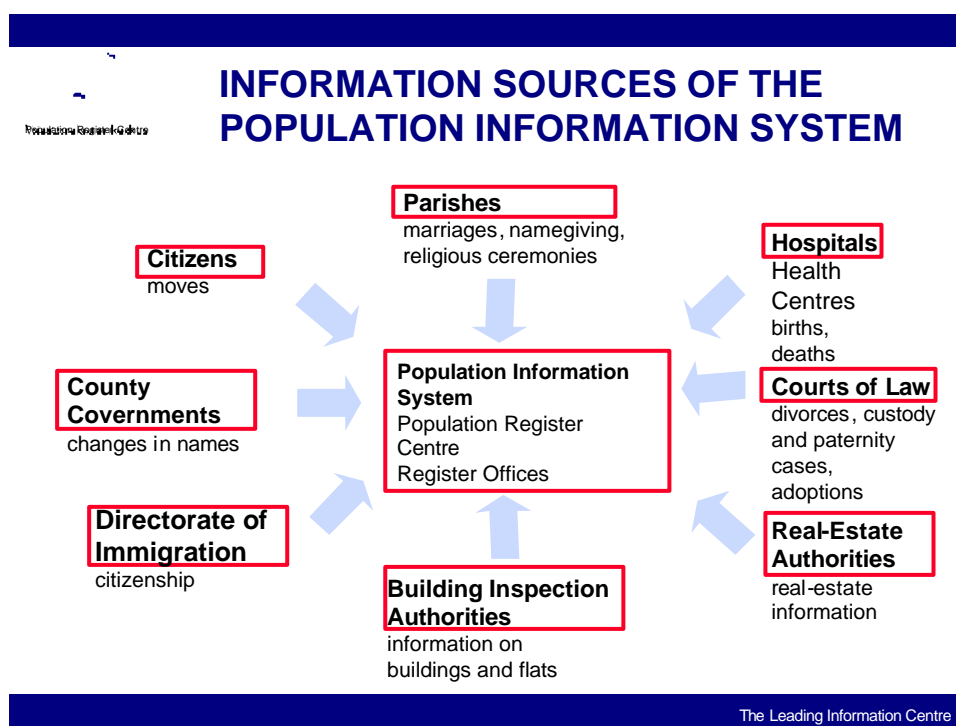 INFORMATION SOURCES OF THE
POPULATION INFORMATION SYSTEM
Population Register Centre
Parishes
marriages, namegiving,
religious ceremonies
Citizens
moves
Hospitals
Health
Centres
births,
deaths
County
Covernments
changes in names
Population Information
System
Population Register
Centre
Register Offices
Courts of Law
divorces, custody
and paternity
cases,
adoptions
Directorate of
Immigration
citizenship
Building Inspection
Authorities
information on
buildings and flats
Real-Estate
Authorities
real-estate
information
The Leading Information Centre